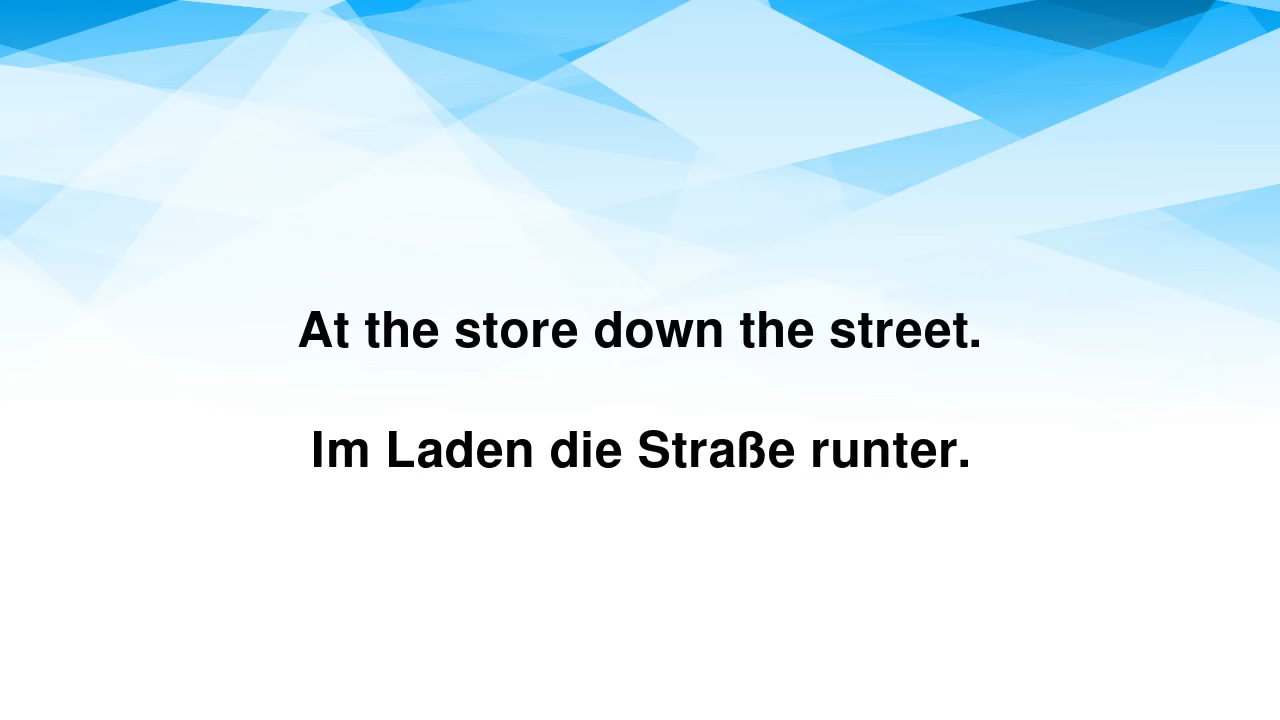 At the store down the street.
Im Laden die Straße runter.